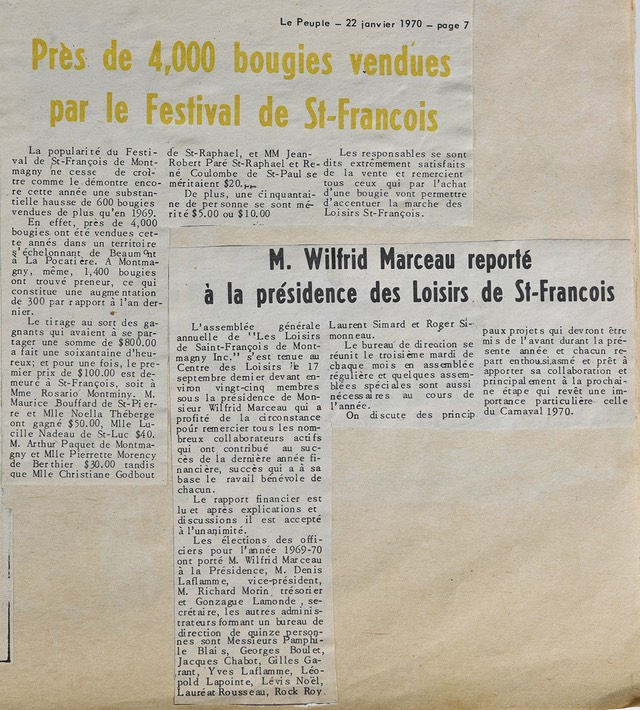 Le Peuple – 22 janvier 1970 – page 7
Près de 4,000 bougies vendues
par le Festival de St-Francois
La popularité du Festi-
val de St-François de Mont-
magny ne cesse de croî-
tre comme le démontre enco-
re cette année une substan-
tielle hausse de 600 bougies
vendues de plus qu'en 1969.
En effet, près de 4,000
bougies ont été vendues cet-
te années dans un territoire
s'échelonnant de Beaumont
à La Pocatière. A Montma-
gny, même, 1,400 bougies
ont trouvé preneur, ce qui
constitue une augmentation
de 300 par rapport à l'an der-
nier.
Le tirage au sort des ga-
gnants qui avaient à se par-
tager une somme de $800.00
a fait une soixantaine d'heu-
reux; et pour une fois, le pre-
mier prix de $100.00 est de-
meuré à St-François, soit à
Mme Rosario Montminy. M.
Maurice Bouffard de St-Pier-
re et Mlle Noella Théberge
ont gagné $50.00, Mlle Lu-
cille Nadeau de St-Luc $40.
M. Arthur Paquet de Montma-
gny et Mlle Pierrette Morency
de Berthier $30.00 tandis
que Mlle Christiane Godbout
de St-Raphael, et MM Jean-
Robert Paré St-Raphael et Re-
né Coulombe de St-Paul se
méritaient $20.
De plus, une cinquantai-
ne de personne se sont mé-
rité $5.00 ou $10.00
Les responsables se sont
dits extrêmement satisfaits
de la vente et remercient
tous ceux qui par l'achat
d'une bougie vont permettre
d'accentuer la marche des
Loisirs St-François.
M. Wilfrid Marceau reporté
à la présidence des Loisirs de St-Francois
L'assemblée générale
annuelle de "Les Loisirs
de Saint-François de Mont-
magny Inc." s'est tenue au
Centre des Loisirs le 17
septembre dernier devant en-
viron vingt-cinq membres
sous la présidence de Mon-
sieur Wilfrid Marceau qui a
profité de la circonstance
pour remercier tous les nom-
breux collaborateurs actifs
qui ont contribué au suc-
cès de la dernière année fi-
nancière, succès qui a à sa
base le ravail bénévole de
chacun.
Le rapport financier est
lu et après explications et
discussions il est accepté
à l'unanimité.
Les élections des offi-
ciers pour l'année 1969-70
ont porté M. Wilfrid Marceau
à la Présidence, M. Denis
Laflamme, vice-président,
M. Richard Morin, trésorier
et Gonzague Lamonde, se-
crétaire, les autres adminis-
trateurs formant un bureau de
direction de quinze person-
nes sont Messieurs Pamphi-
le Blais, Georges Boulet,
Jacques Chabot, Gilles Ga-
rant, Yves Laflamme, Léo-
pold Lapointe, Lévis Noël,
Lauréat Rousseau, Rock Roy
Laurent Simard et Roger Si-
monneau.
Le bureau de direction se
réunit le troisième mardi de
chaque mois en assemblée
régulière et quelques assem-
blées spéciales sont aussi
nécessaires au cours de
l'année.
On discute des princip
paux projets qui devront être
mis de l'avant durant la pré-
sente année et chacun re-
part enthousiasmé et prêt à
apporter sa collaboration et
principalement à la prochai-
ne étape qui revêt une im-
portance particulière celle
du Carnaval 1970.